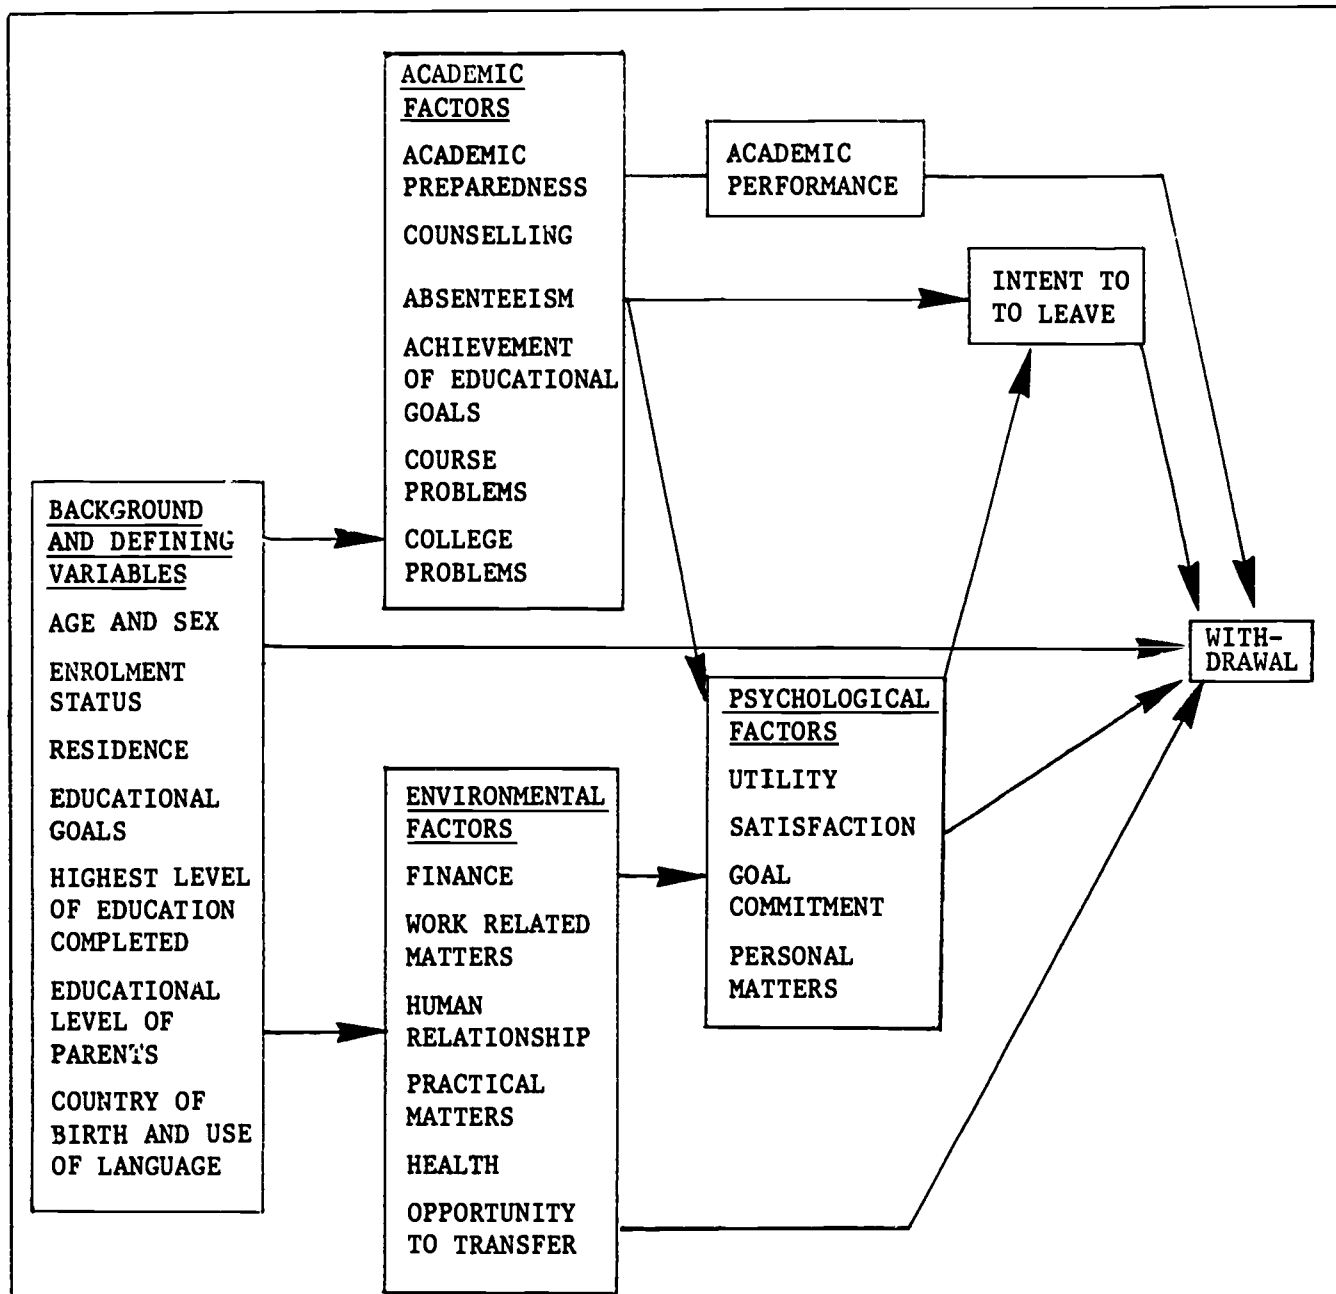 ACADEMIC
FACTORS
ACADEMIC
PREPAREDNESS
COUNSELLING
ABSENTEEISM
ACHIEVEMENT
OF EDUCATIONAL
GOALS
COURSE
PROBLEMS
COLLEGE
PROBLEMS
ACADEMIC
PERFORMANCE
INTENT TO
TO LEAVE
BACKGROUND
AND DEFINING
VARIABLES
AGE AND SEX
ENROLMENT
STATUS
RESIDENCE
EDUCATIONAL
GOALS
HIGHEST LEVEL
OF EDUCATION
COMPLETED
EDUCATIONAL
LEVEL OF
PARENTS
COUNTRY OF
BIRTH AND USE
OF LANGUAGE
ENVIRONMENTAL
FACTORS
FINANCE
WORK RELATED
MATTERS
HUMAN
RELATIONSHIP
PRACTICAL
MATTERS
HEALTH
OPPORTUNITY
TO TRANSFER
PSYCHOLOGICAL
FACTORS
UTILITY
SATISFACTION
GOAL
COMMITMENT
PERSONAL
MATTERS
WITH-
DRAWAL